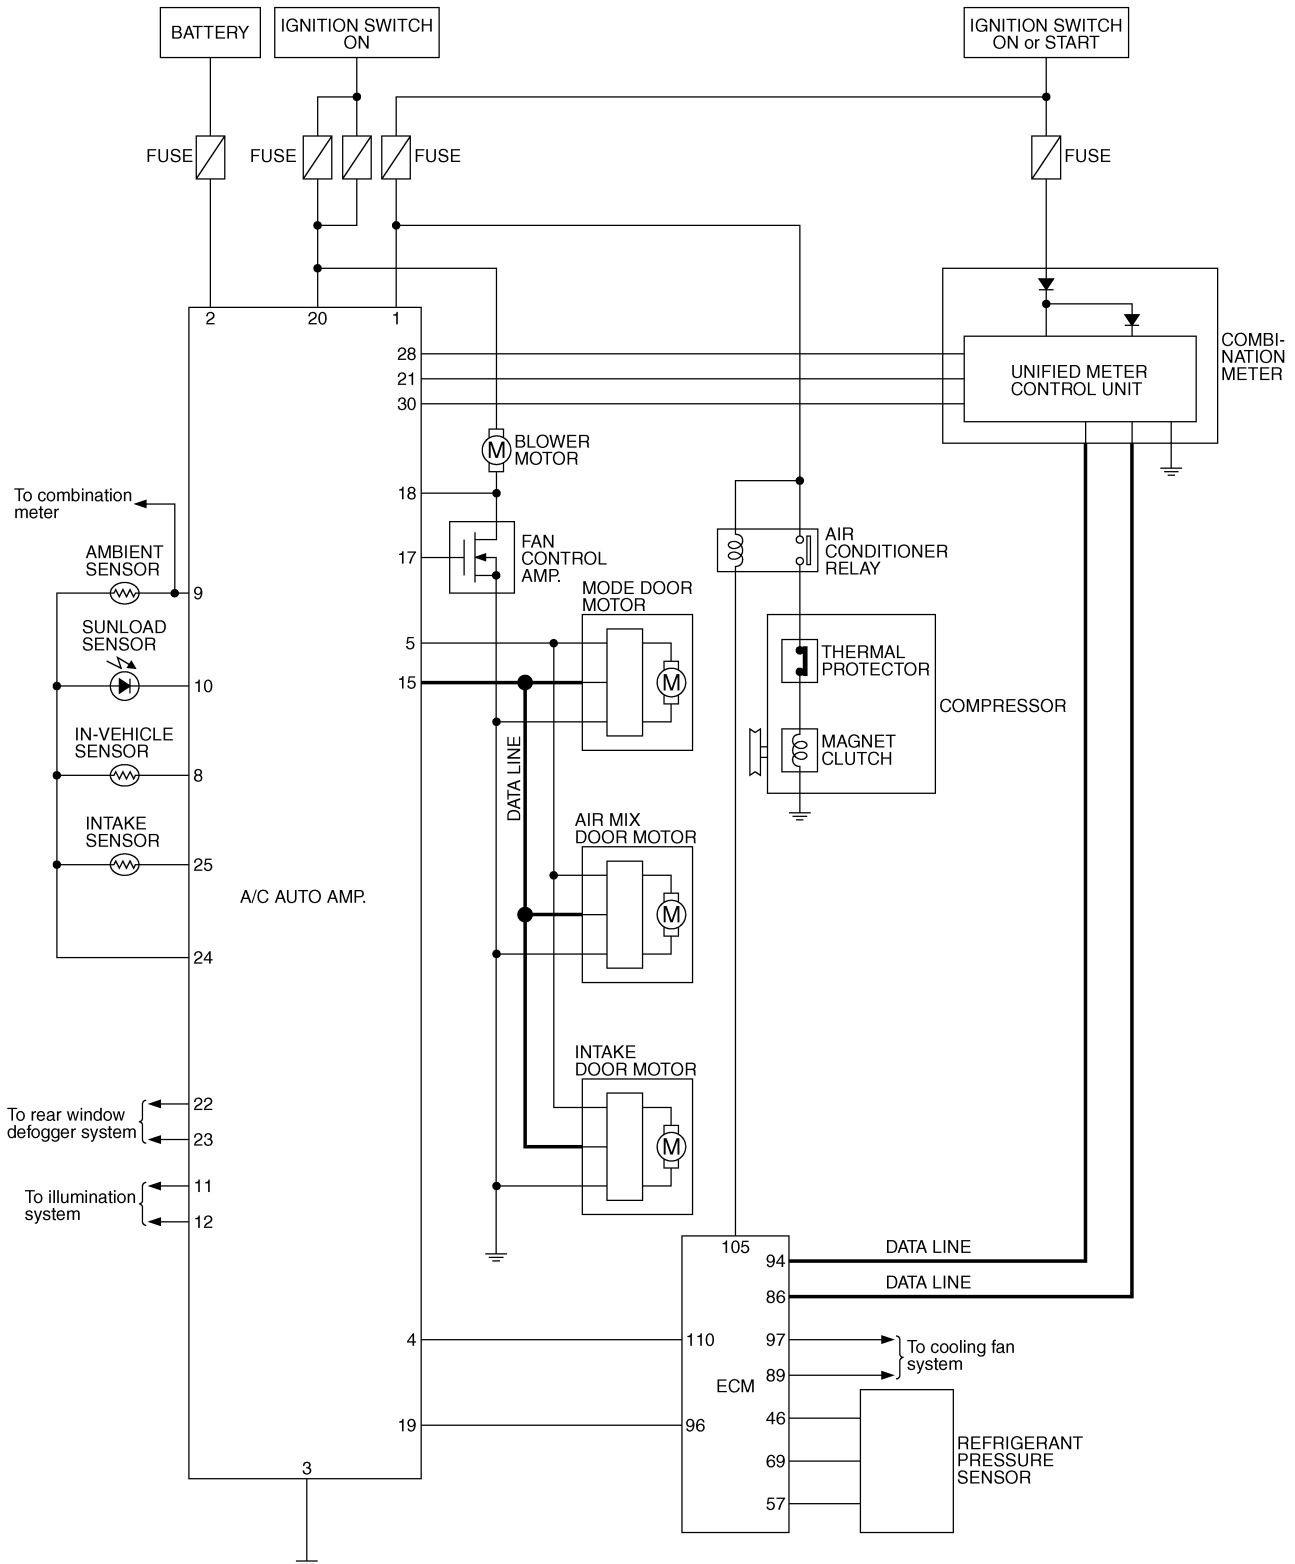 BATTERY
IGNITION SWITCH
ON
IGNITION SWITCH
ON or START
FUSE
FUSE
FUSE
FUSE
2
20
1
28
21
30
UNIFIED METER
CONTROL UNIT
COMBI-
NATION
METER
M
BLOWER
MOTOR
18
To combination
meter
17
FAN
CONTROL
AMP.
AIR
CONDITIONER
RELAY
AMBIENT
SENSOR
9
MODE DOOR
MOTOR
SUNLOAD
SENSOR
5
THERMAL
PROTECTOR
10
15
M
COMPRESSOR
IN-VEHICLE
SENSOR
8
DATA LINE
MAGNET
CLUTCH
INTAKE
SENSOR
25
AIR MIX
DOOR MOTOR
A/C AUTO AMP.
M
24
INTAKE
DOOR MOTOR
To rear window
defogger system
22
23
M
To illumination
system
11
12
105
94
DATA LINE
86
DATA LINE
4
110
97
89
To cooling fan
system
ECM
19
96
46
69
57
REFRIGERANT
PRESSURE
SENSOR
3